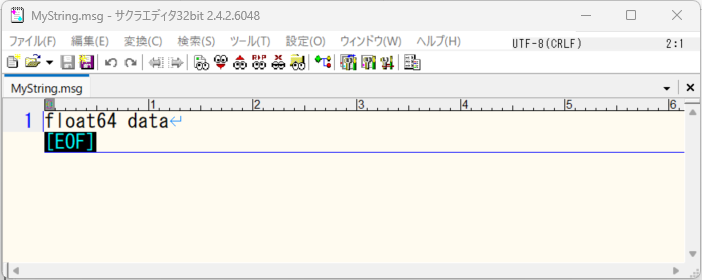 MyString.msg - サクラエディタ32bit 2.4.2.6048
ファイル(F) 編集(E) 変換(C) 検索(S) ツール(T) 設定(O) ウィンドウ(W) ヘルプ(H) UTF-8(CRLF) 2:1
MyString.msg
0 1 2 3 4 5 6
1 float64 data↵
[EOF]